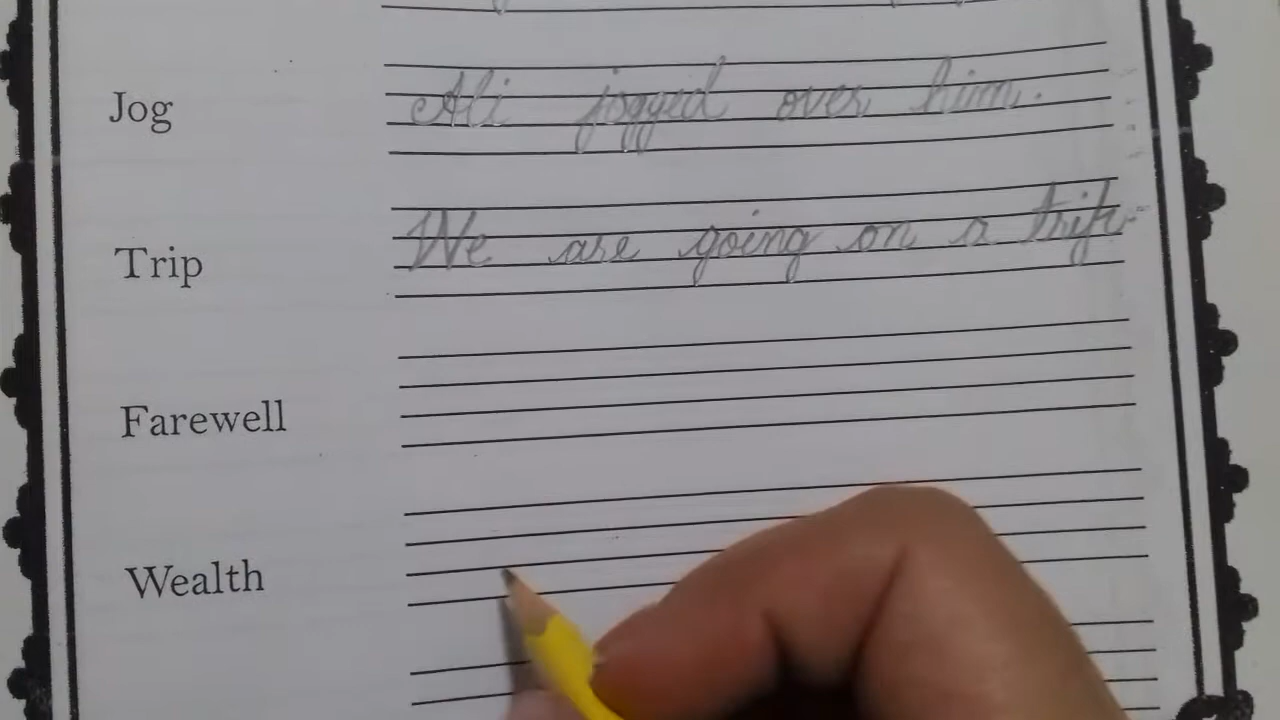 Jog Ali jogged over him.
Trip We are going on a trip.
Farewell
Wealth